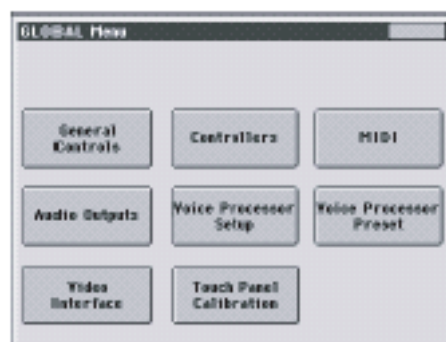 GLOBAL Menu
General
Controls
Controllers
MIDI
Audio Outputs
Voice Processor
Setup
Voice Processor
Preset
Video
Interface
Touch Panel
Calibration